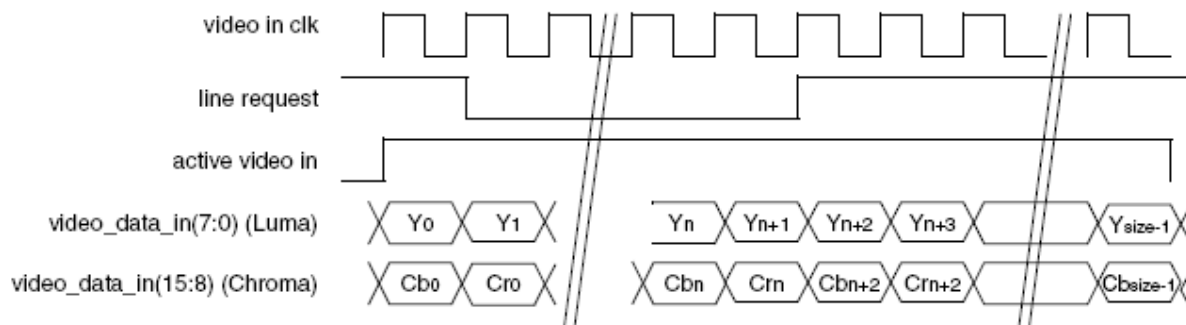 video in clk
line request
active video in
video_data_in(7:0) (Luma) Y0 Y1 Yn Yn+1 Yn+2 Yn+3 Ysize-1
video_data_in(15:8) (Chroma) Cb0 Cr0 Cbn Crn Cbn+2 Crn+2 Cbsize-1